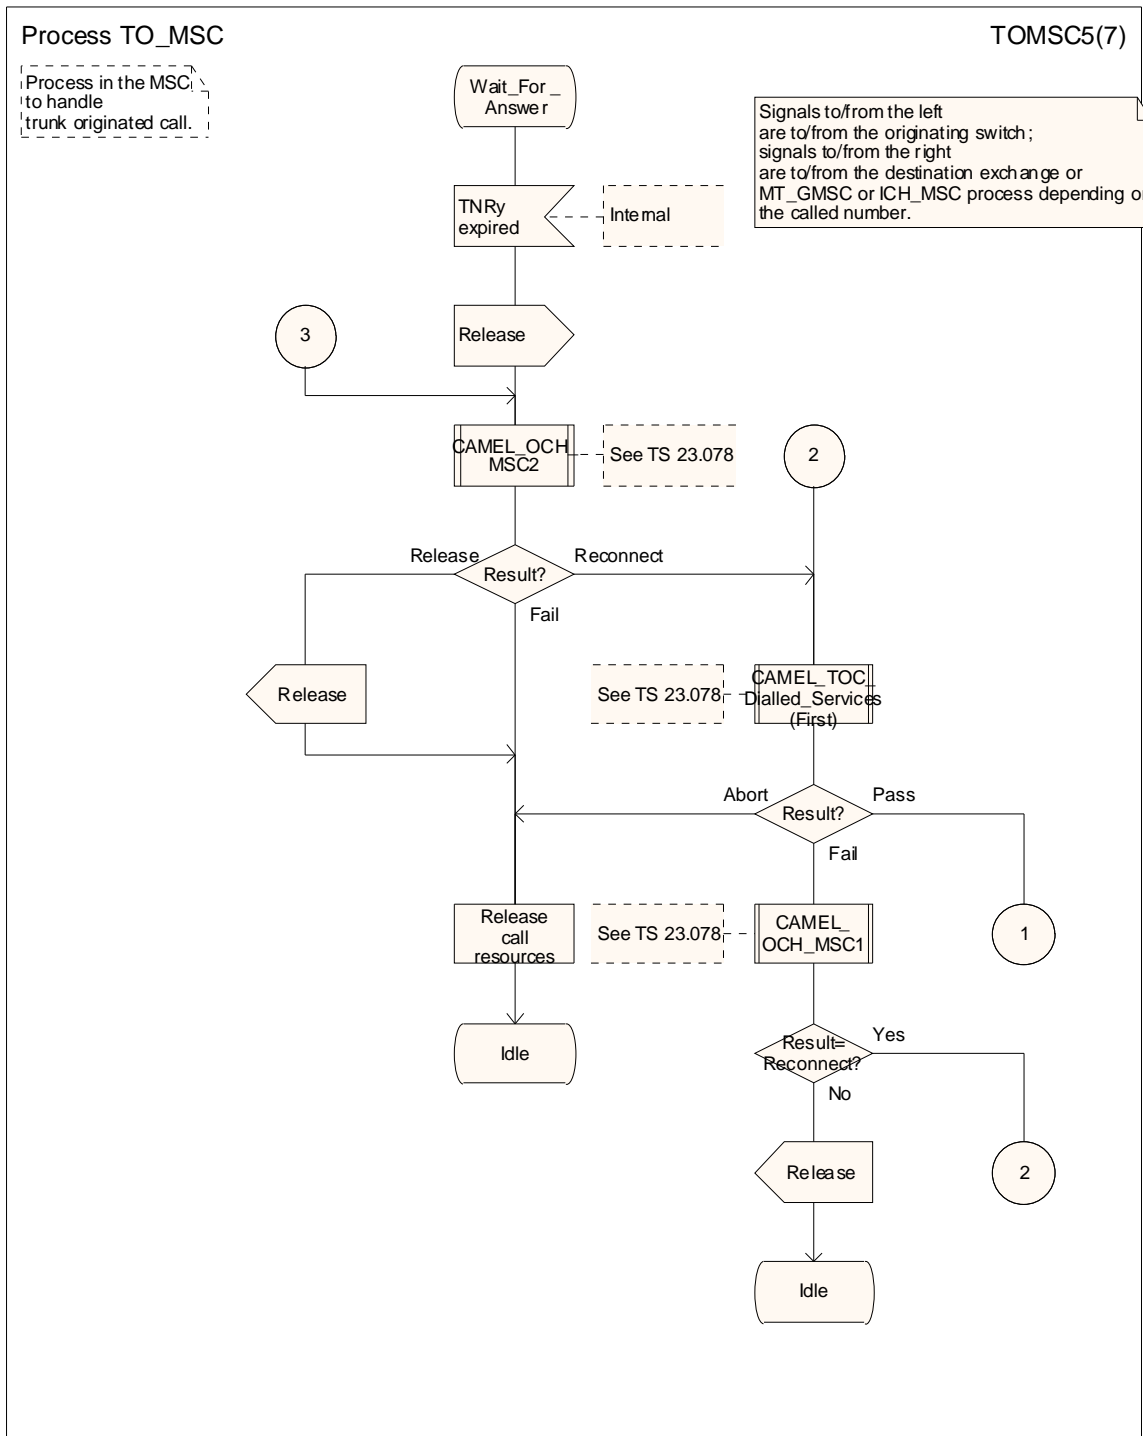 Process TO_MSC
TOMSC5(7)
Process in the MSC
to handle
trunk originated call.
Wait_For_
Answer
Signals to/from the left
are to/from the originating switch;
signals to/from the right
are to/from the destination exchange or
MT_GMSC or ICH_MSC process depending
the called number.
TNRy
expired
Internal
3
Release
CAMEL_OCH_
MSC2
See TS 23.078
2
Release
Result?
Reconnect
Fail
Release
See TS 23.078
CAMEL_TOC_
Dialled_Services
(First)
Abort
Result?
Pass
Fail
Release
call
resources
See TS 23.078
CAMEL_
OCH_MSC1
1
Idle
Result=
Reconnect?
Yes
No
Release
2
Idle